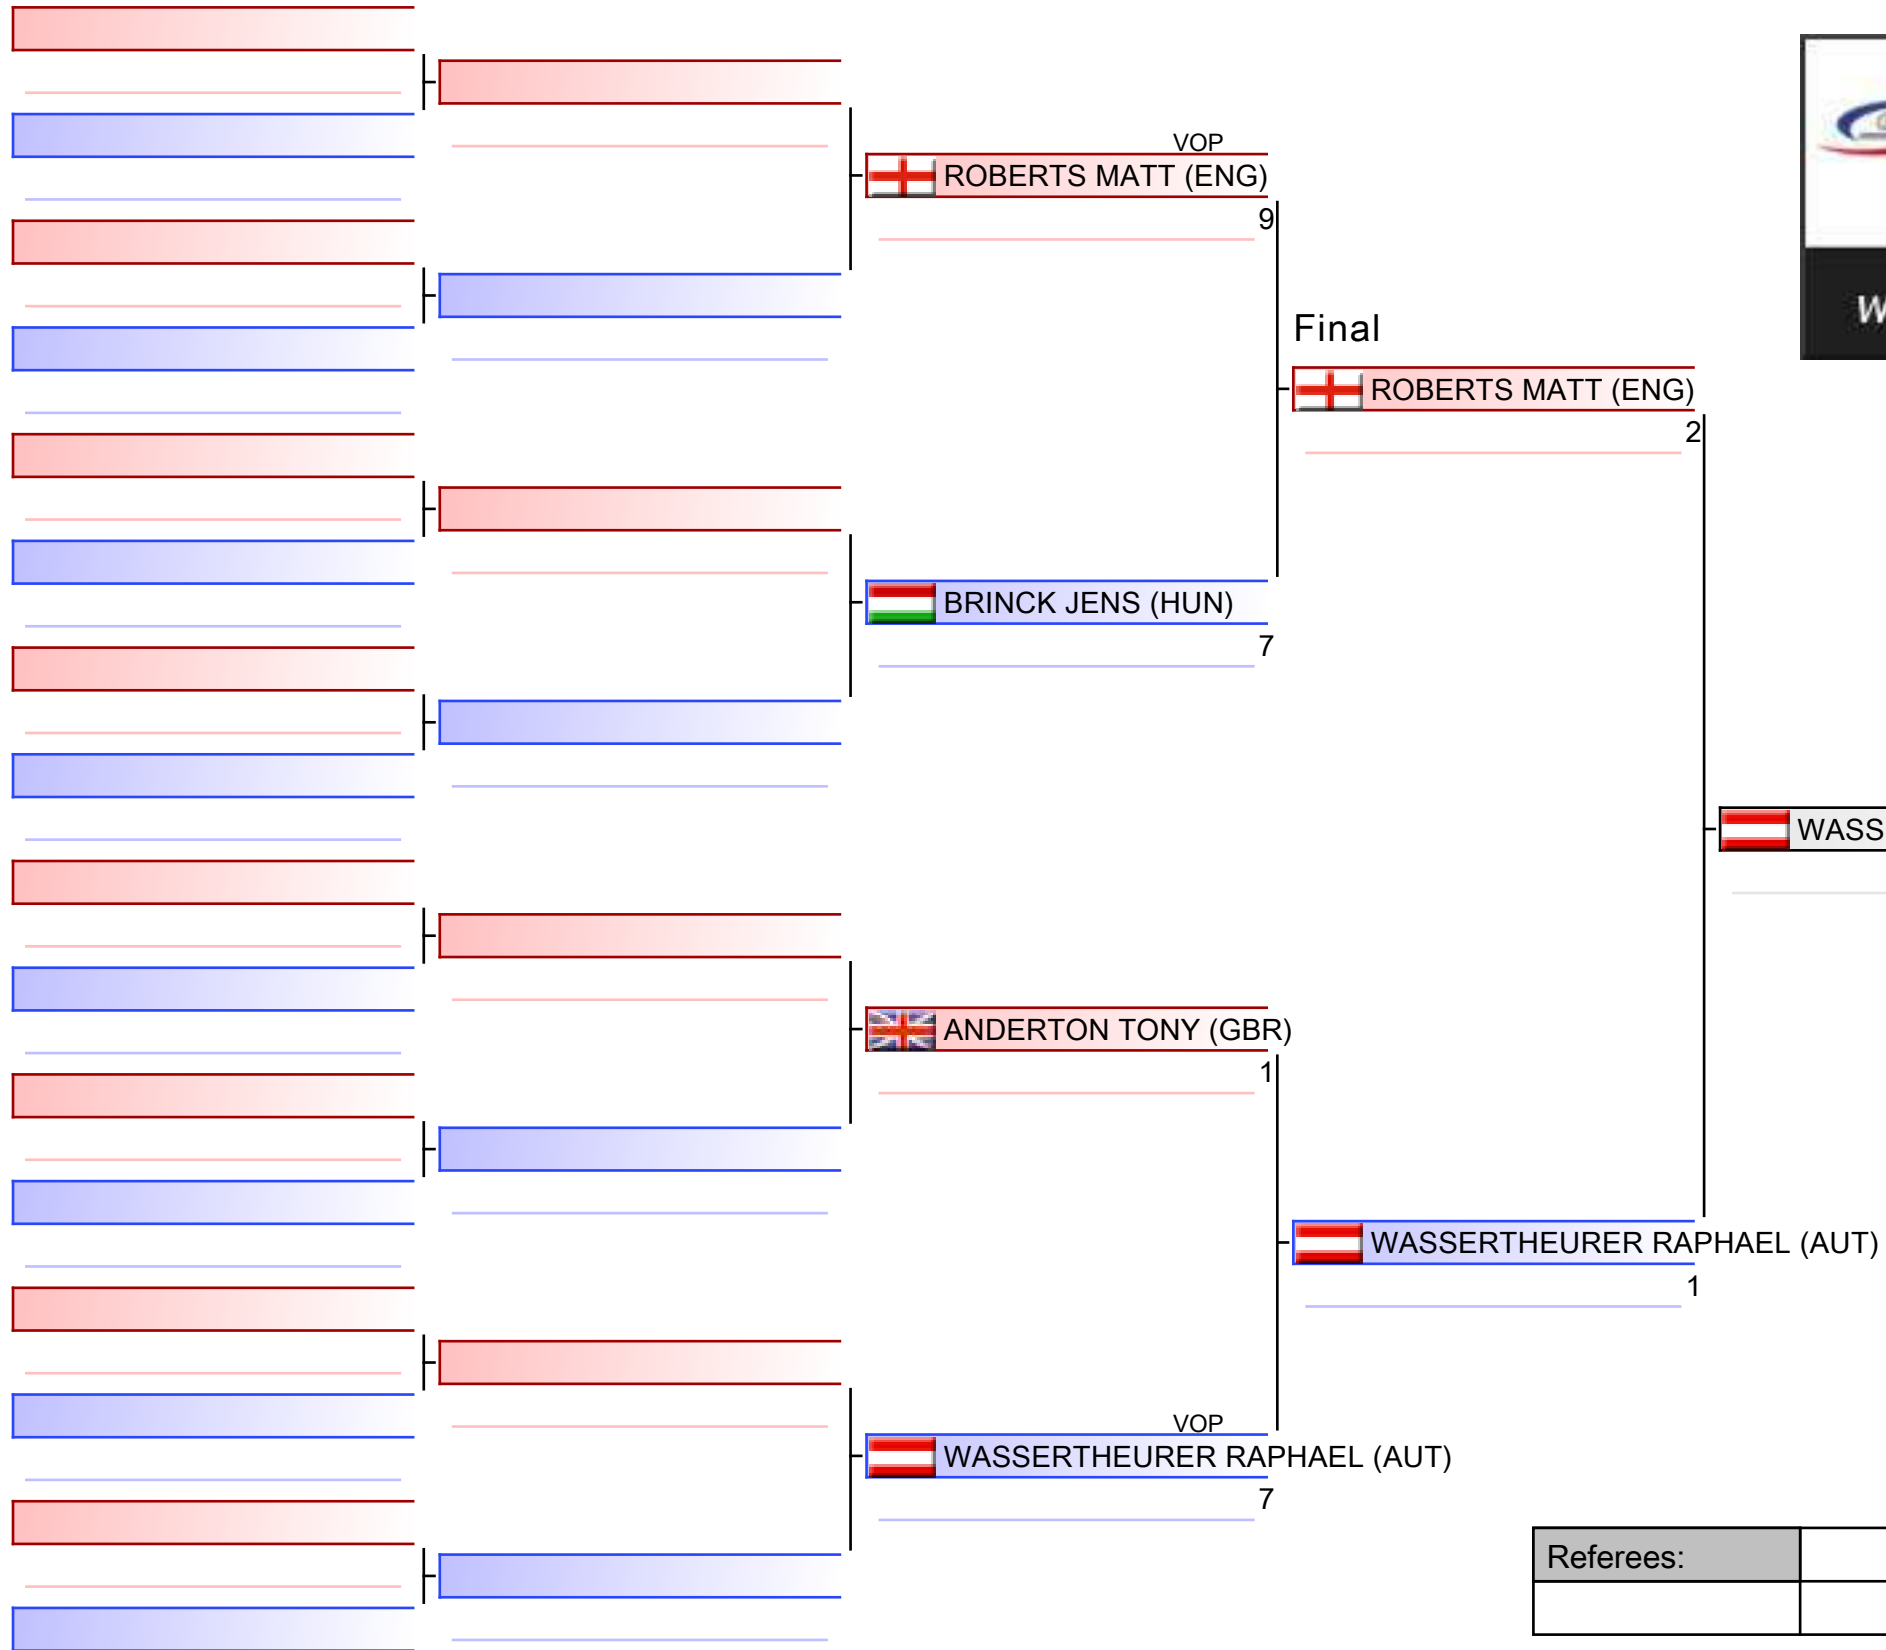 VOP
ROBERTS MATT (ENG)
9
Final
ROBERTS MATT (ENG)
2
BRINCK JENS (HUN)
7
WASS
ANDERTON TONY (GBR)
1
WASSERTHEURER RAPHAEL (AUT)
1
VOP
WASSERTHEURER RAPHAEL (AUT)
7
Referees: